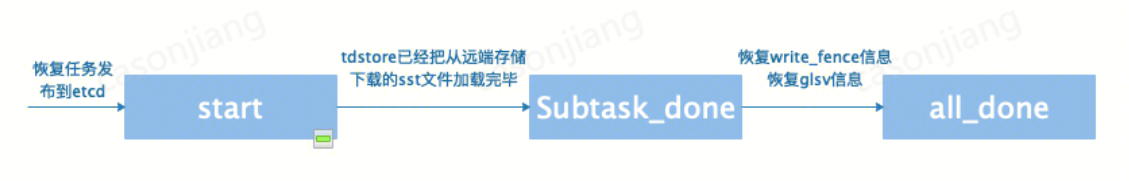 恢复任务发
布到etcd
start
tdstore已经把从远端存储
下载的sst文件加载完毕
Subtask_done
恢复write_fence信息
恢复glsv信息
all_done